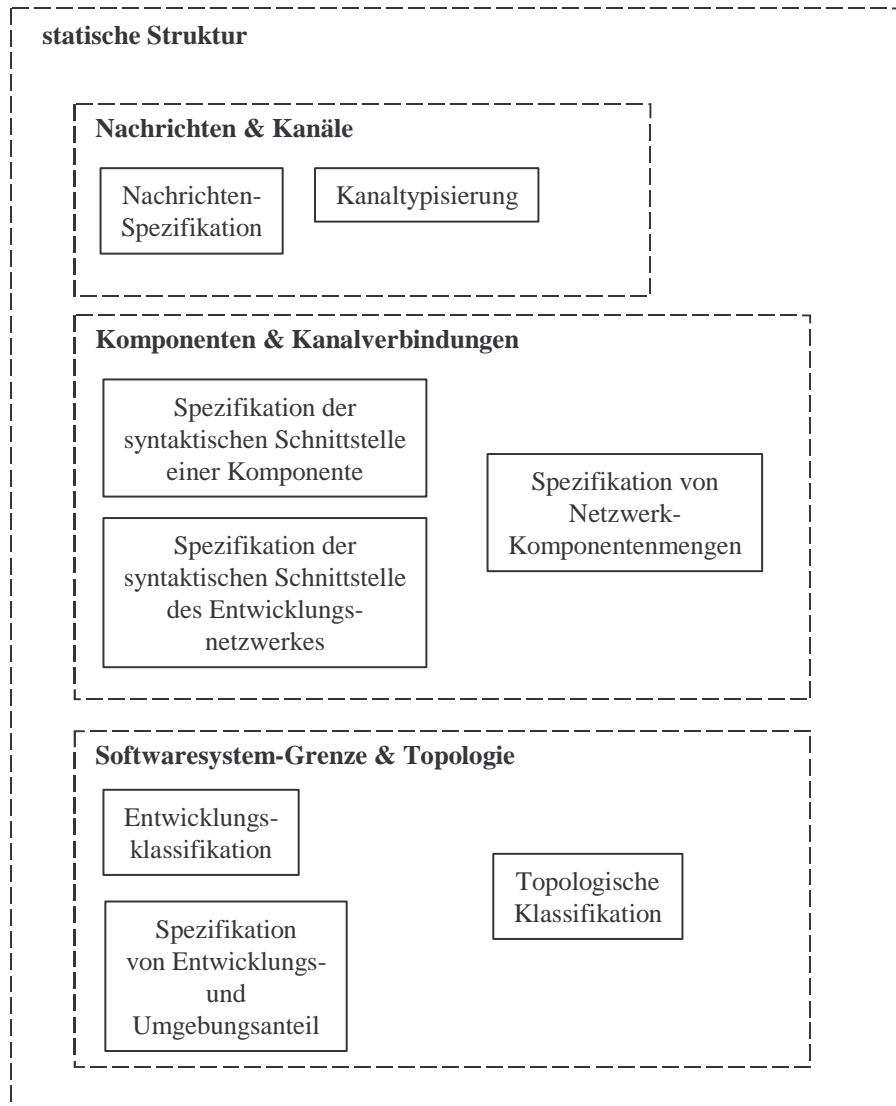 statische Struktur
Nachrichten & Kanäle
Nachrichten-
Spezifikation
Kanaltypisierung
Komponenten & Kanalverbindungen
Spezifikation der
syntaktischen Schnittstelle
einer Komponente
Spezifikation von
Netzwerk-
Komponentenmengen
Spezifikation der
syntaktischen Schnittstelle
des Entwicklungs-
netzwerkes
Softwaresystem-Grenze & Topologie
Entwicklungs-
klassifikation
Topologische
Klassifikation
Spezifikation
von Entwicklungs-
und
Umgebungsanteil